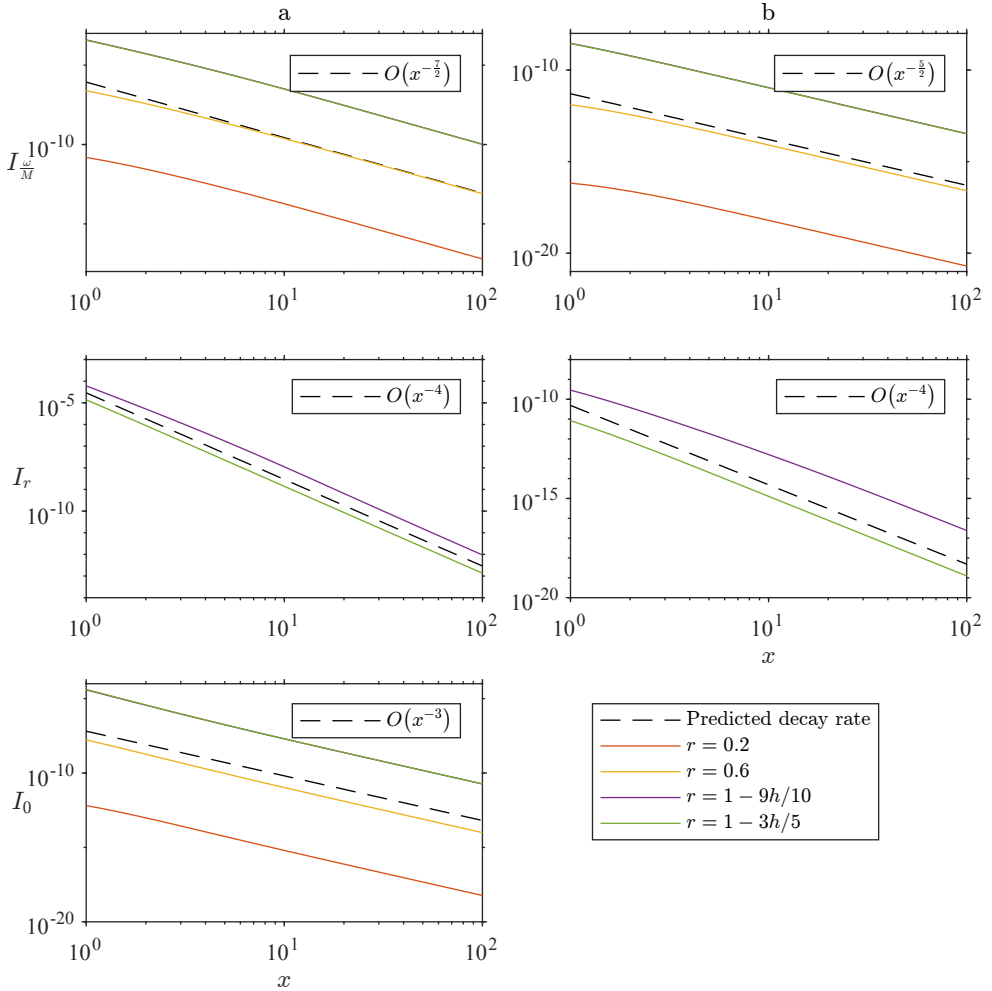 a
b
I_{\frac{ω}{M}}
10^{-10}
O(x^{-\frac{7}{2}})
10^0
10^1
10^2
10^{-10}
10^{-20}
O(x^{-\frac{5}{2}})
10^0
10^1
10^2
I_r
10^{-5}
10^{-10}
O(x^{-4})
10^0
10^1
10^2
10^{-10}
10^{-15}
10^{-20}
O(x^{-4})
10^0
10^1
10^2
x
I_0
10^{-10}
10^{-20}
O(x^{-3})
10^0
10^1
10^2
x
Predicted decay rate
r = 0.2
r = 0.6
r = 1 − 9h/10
r = 1 − 3h/5